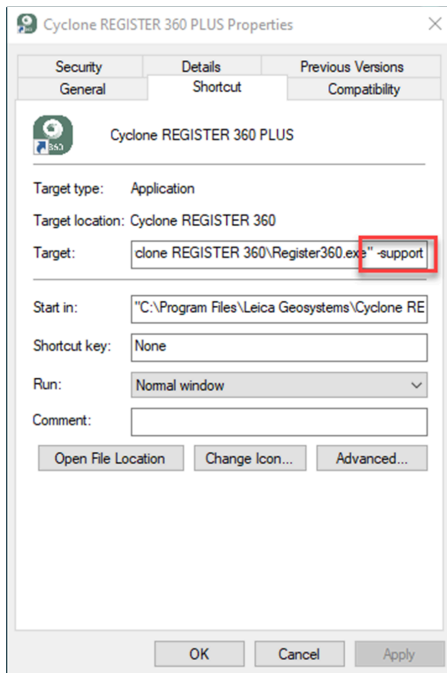 Cyclone REGISTER 360 PLUS Properties
Security Details Previous Versions
General Shortcut Compatibility
360
Cyclone REGISTER 360 PLUS
Target type: Application
Target location: Cyclone REGISTER 360
Target: clone REGISTER 360\Register360.exe" -support
Start in: "C:\Program Files\Leica Geosystems\Cyclone RE
Shortcut key: None
Run: Normal window
Comment:
Open File Location Change Icon... Advanced...
OK Cancel Apply